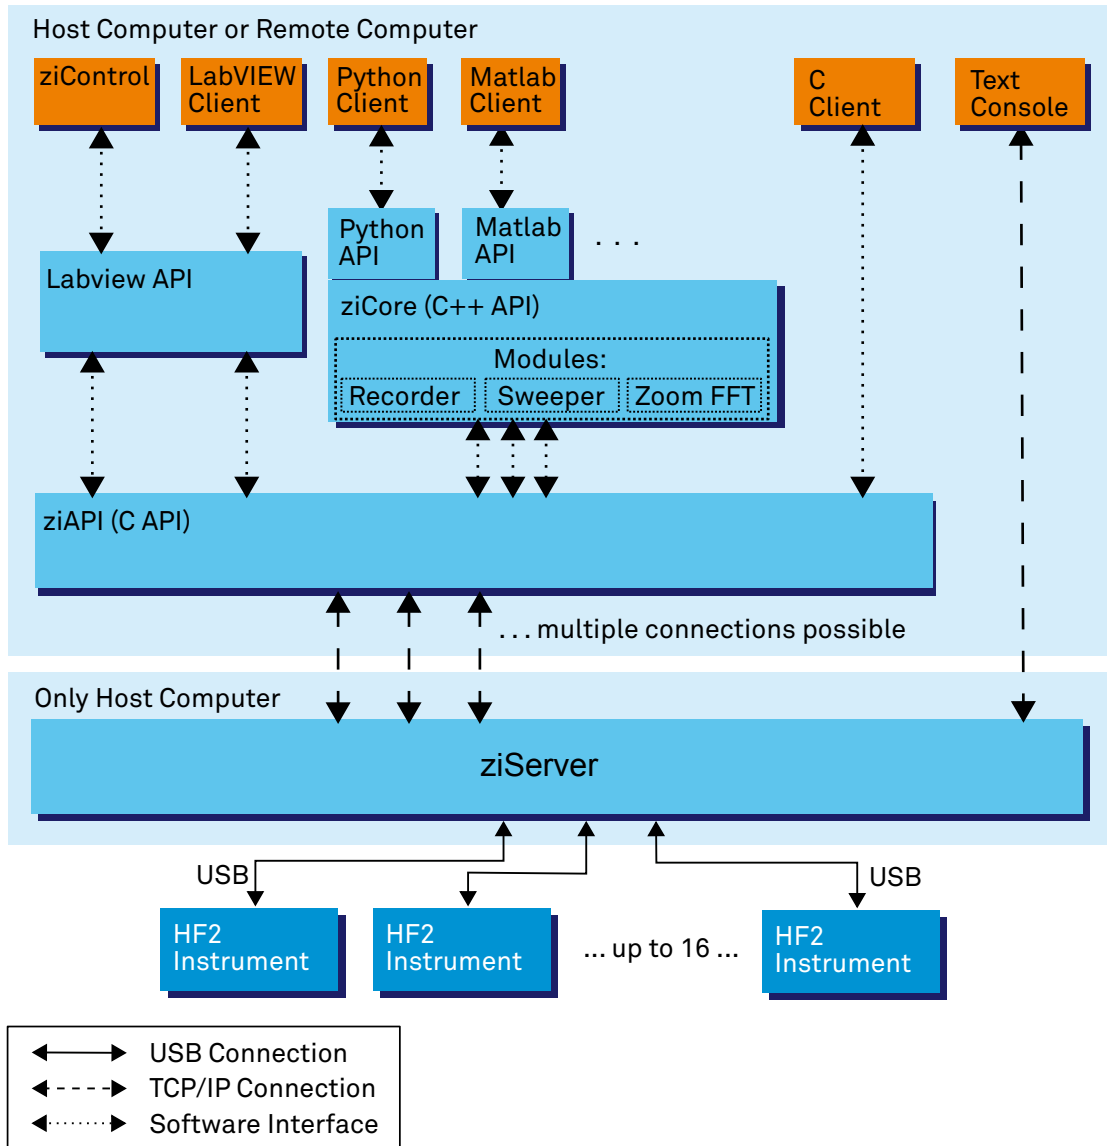 Host Computer or Remote Computer
ziControl
LabVIEW
Client
Python
Client
Matlab
Client
C
Client
Text
Console
Python
API
Matlab
API
. . .
Labview API
ziCore (C++ API)
Modules:
Recorder
Sweeper
Zoom FFT
ziAPI (C API)
. . . multiple connections possible
Only Host Computer
ziServer
USB
USB
HF2
Instrument
HF2
Instrument
... up to 16 ...
HF2
Instrument
USB Connection
TCP/IP Connection
Software Interface